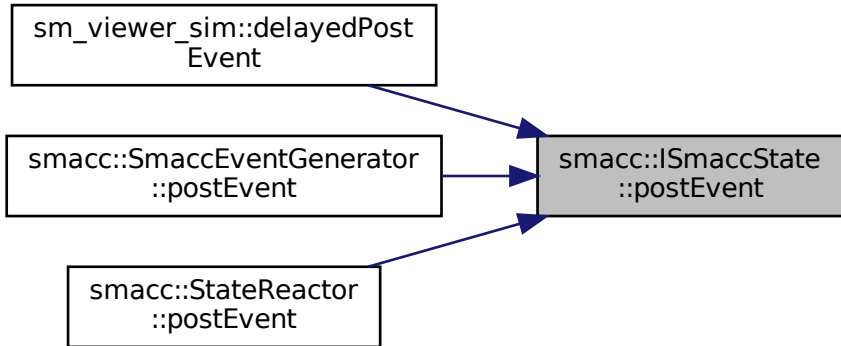 sm_viewer_sim::delayedPost
Event
smacc::SmaccEventGenerator
::postEvent
smacc::StateReactor
::postEvent
smacc::ISmaccState
::postEvent